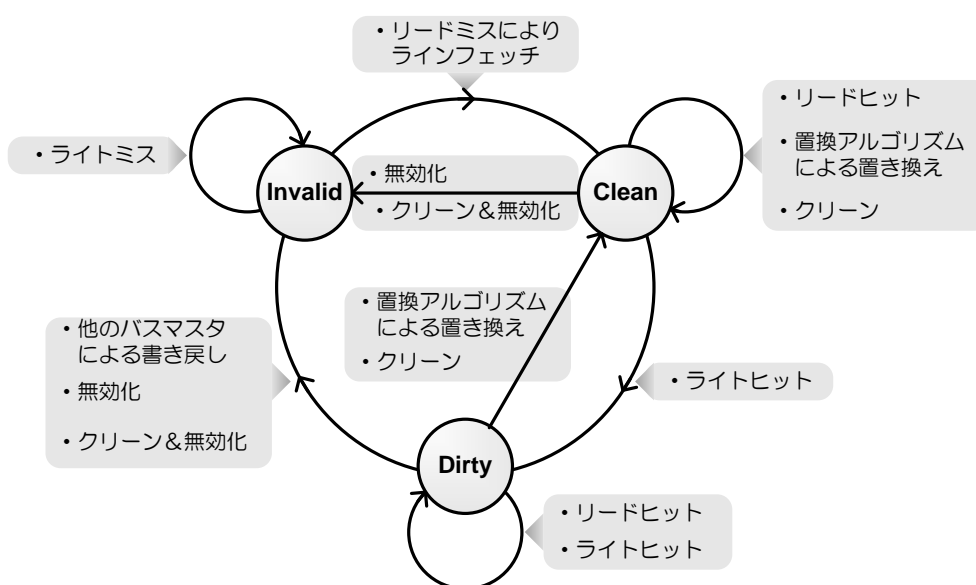 ・リードミスにより
ラインフェッチ
・リードヒット
・置換アルゴリズム
による置き換え
・クリーン
・ライトミス
Invalid
・無効化
・クリーン＆無効化
Clean
・置換アルゴリズム
による置き換え
・クリーン
・他のバスマスタ
による書き戻し
・無効化
・クリーン＆無効化
・ライトヒット
Dirty
・リードヒット
・ライトヒット